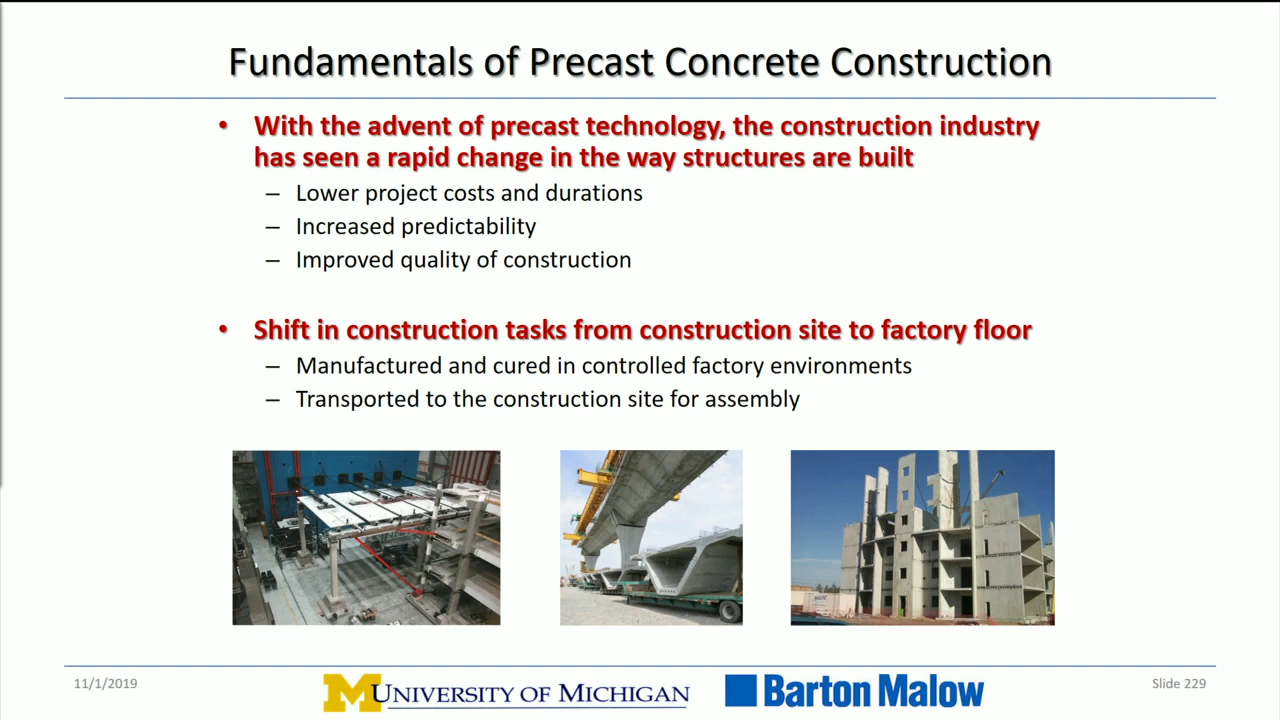 Fundamentals of Precast Concrete Construction
• With the advent of precast technology, the construction industry
has seen a rapid change in the way structures are built
– Lower project costs and durations
– Increased predictability
– Improved quality of construction
• Shift in construction tasks from construction site to factory floor
– Manufactured and cured in controlled factory environments
– Transported to the construction site for assembly
11/1/2019
M UNIVERSITY OF MICHIGAN
Barton Malow
Slide 229